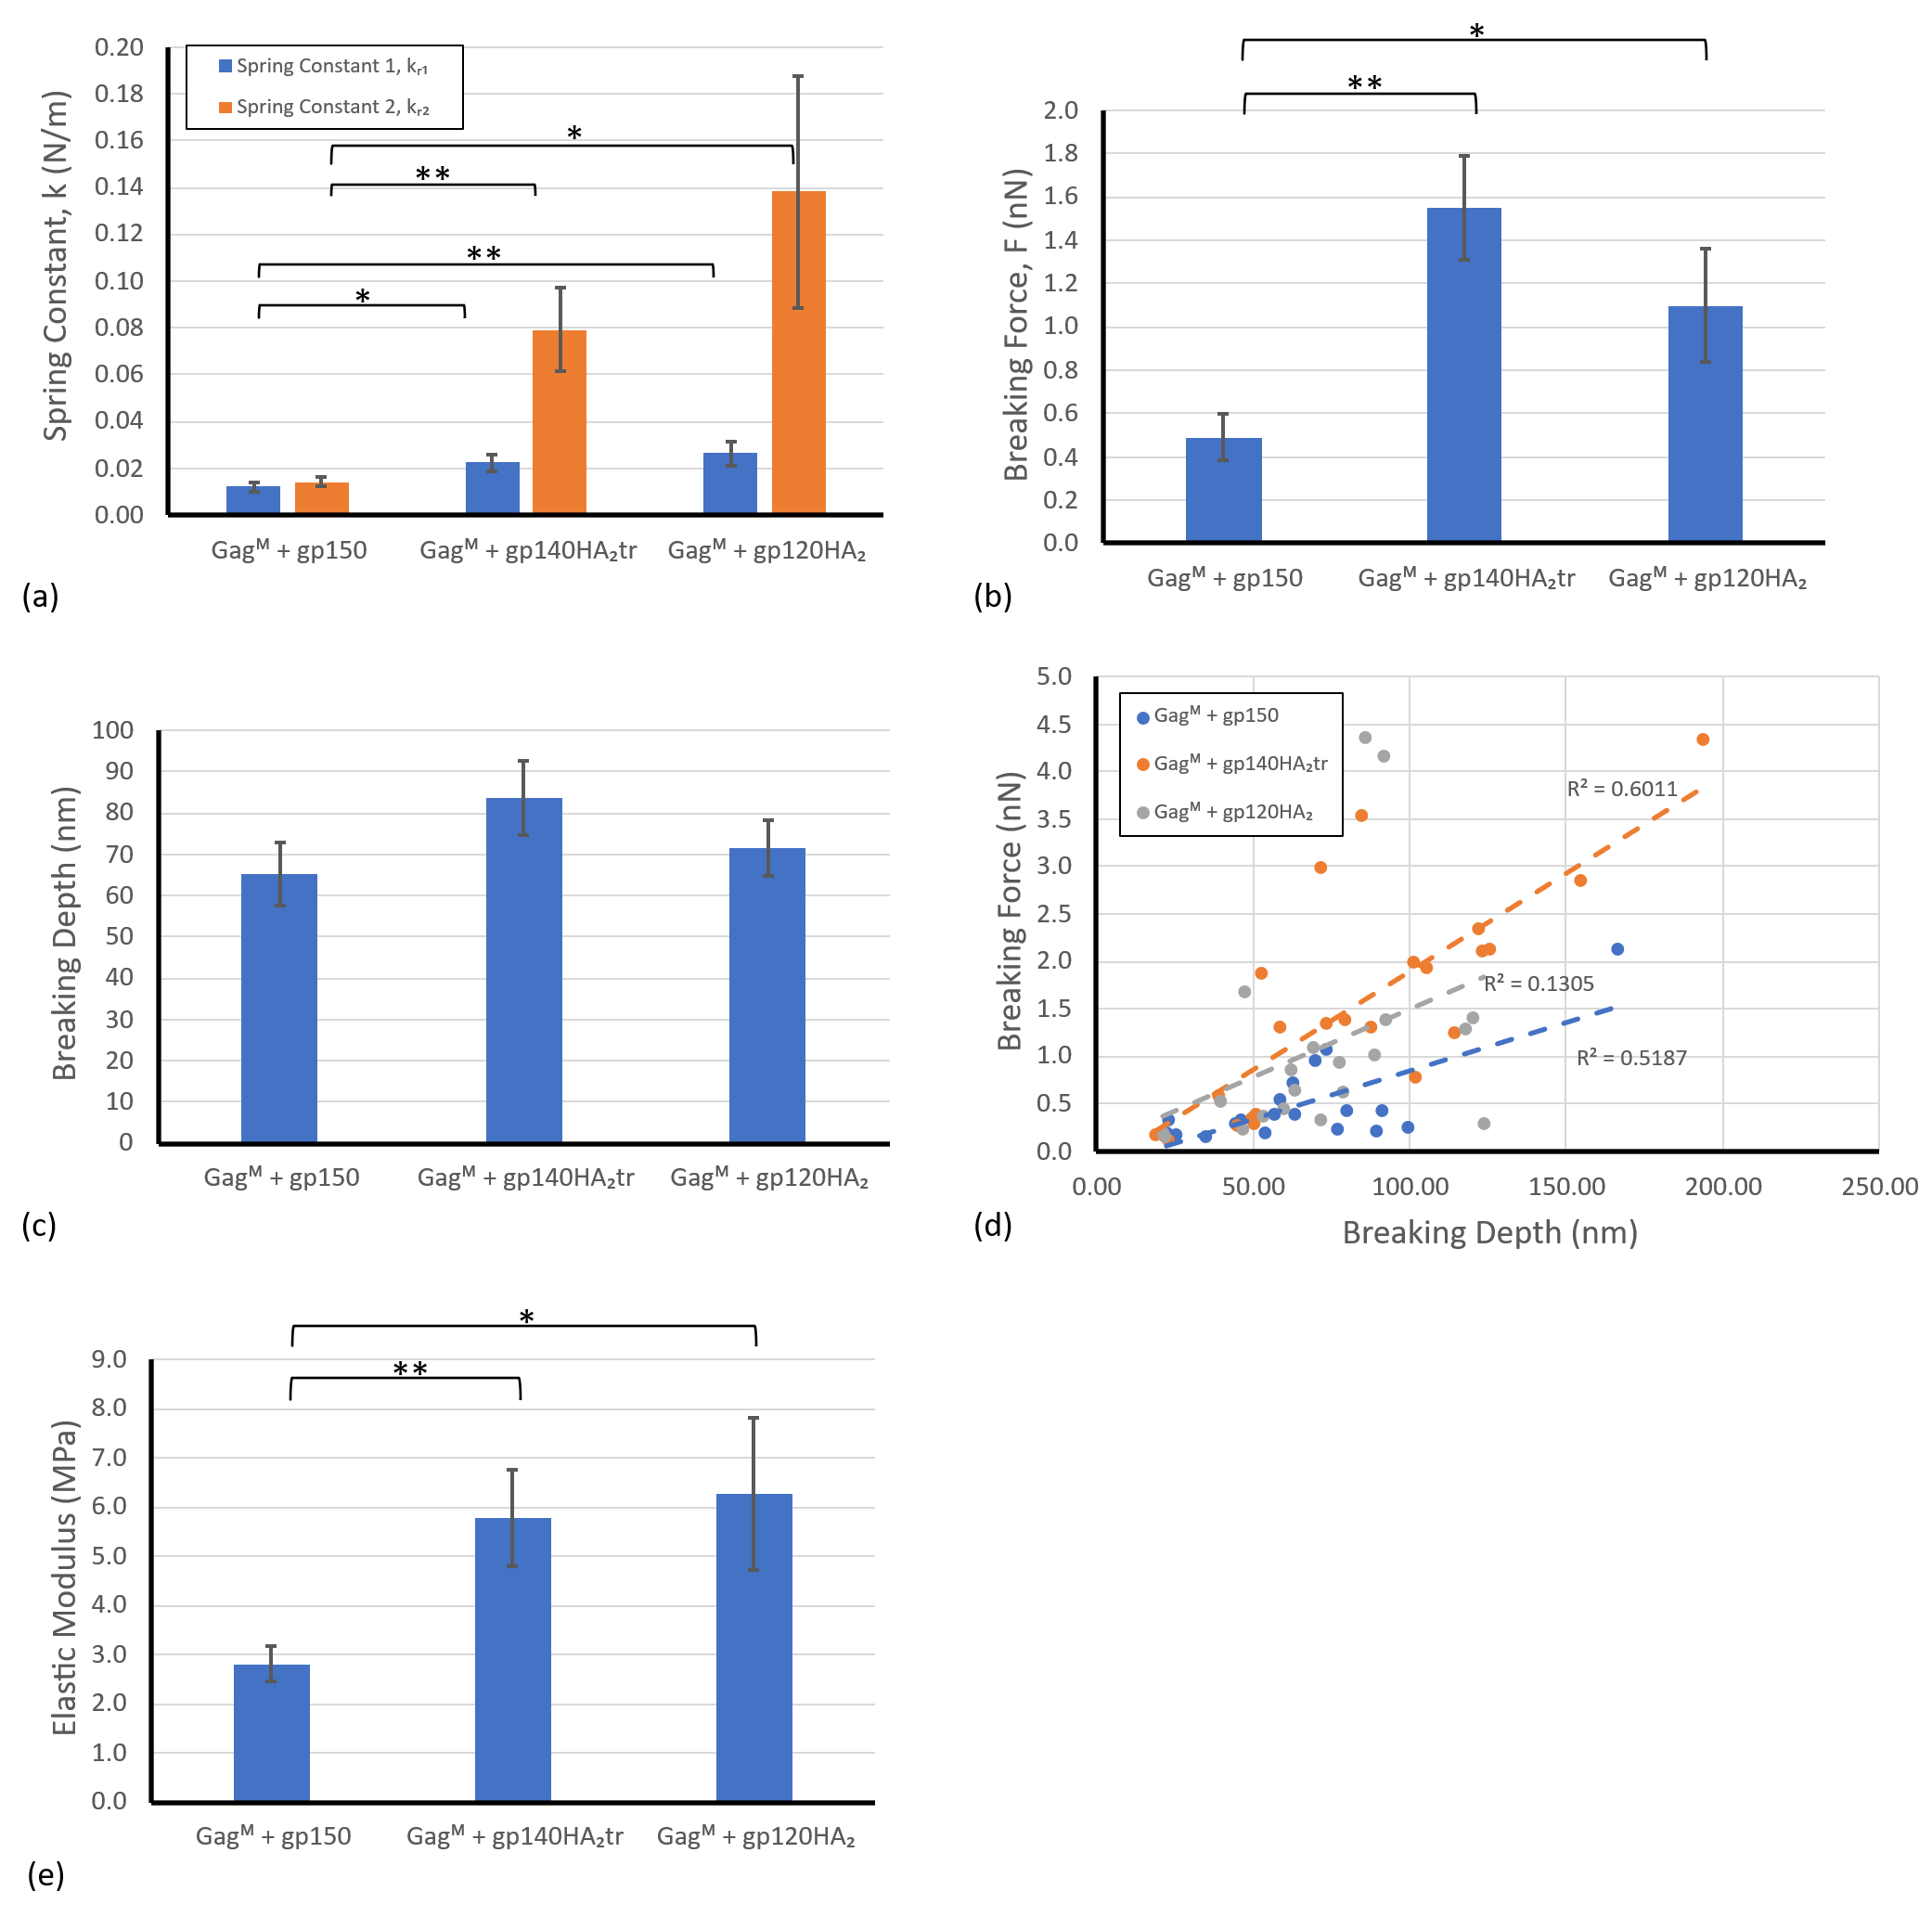 Spring Constant, k (N/m)
0.20
0.18
0.16
0.14
0.12
0.10
0.08
0.06
0.04
0.02
0.00
Spring Constant 1, kᵣ₁
Spring Constant 2, kᵣ₂
*
**
**
*
Gagᴹ + gp150
Gagᴹ + gp140HA₂tr
Gagᴹ + gp120HA₂
(a)
*
**
Breaking Force, F (nN)
2.0
1.8
1.6
1.4
1.2
1.0
0.8
0.6
0.4
0.2
0.0
Gagᴹ + gp150
Gagᴹ + gp140HA₂tr
Gagᴹ + gp120HA₂
(b)
Breaking Depth (nm)
100
90
80
70
60
50
40
30
20
10
0
Gagᴹ + gp150
Gagᴹ + gp140HA₂tr
Gagᴹ + gp120HA₂
(c)
Breaking Force (nN)
5.0
4.5
4.0
3.5
3.0
2.5
2.0
1.5
1.0
0.5
0.0
Gagᴹ + gp150
Gagᴹ + gp140HA₂tr
Gagᴹ + gp120HA₂
R² = 0.6011
R² = 0.1305
R² = 0.5187
0.00
50.00
100.00
150.00
200.00
250.00
Breaking Depth (nm)
(d)
*
**
Elastic Modulus (MPa)
9.0
8.0
7.0
6.0
5.0
4.0
3.0
2.0
1.0
0.0
Gagᴹ + gp150
Gagᴹ + gp140HA₂tr
Gagᴹ + gp120HA₂
(e)